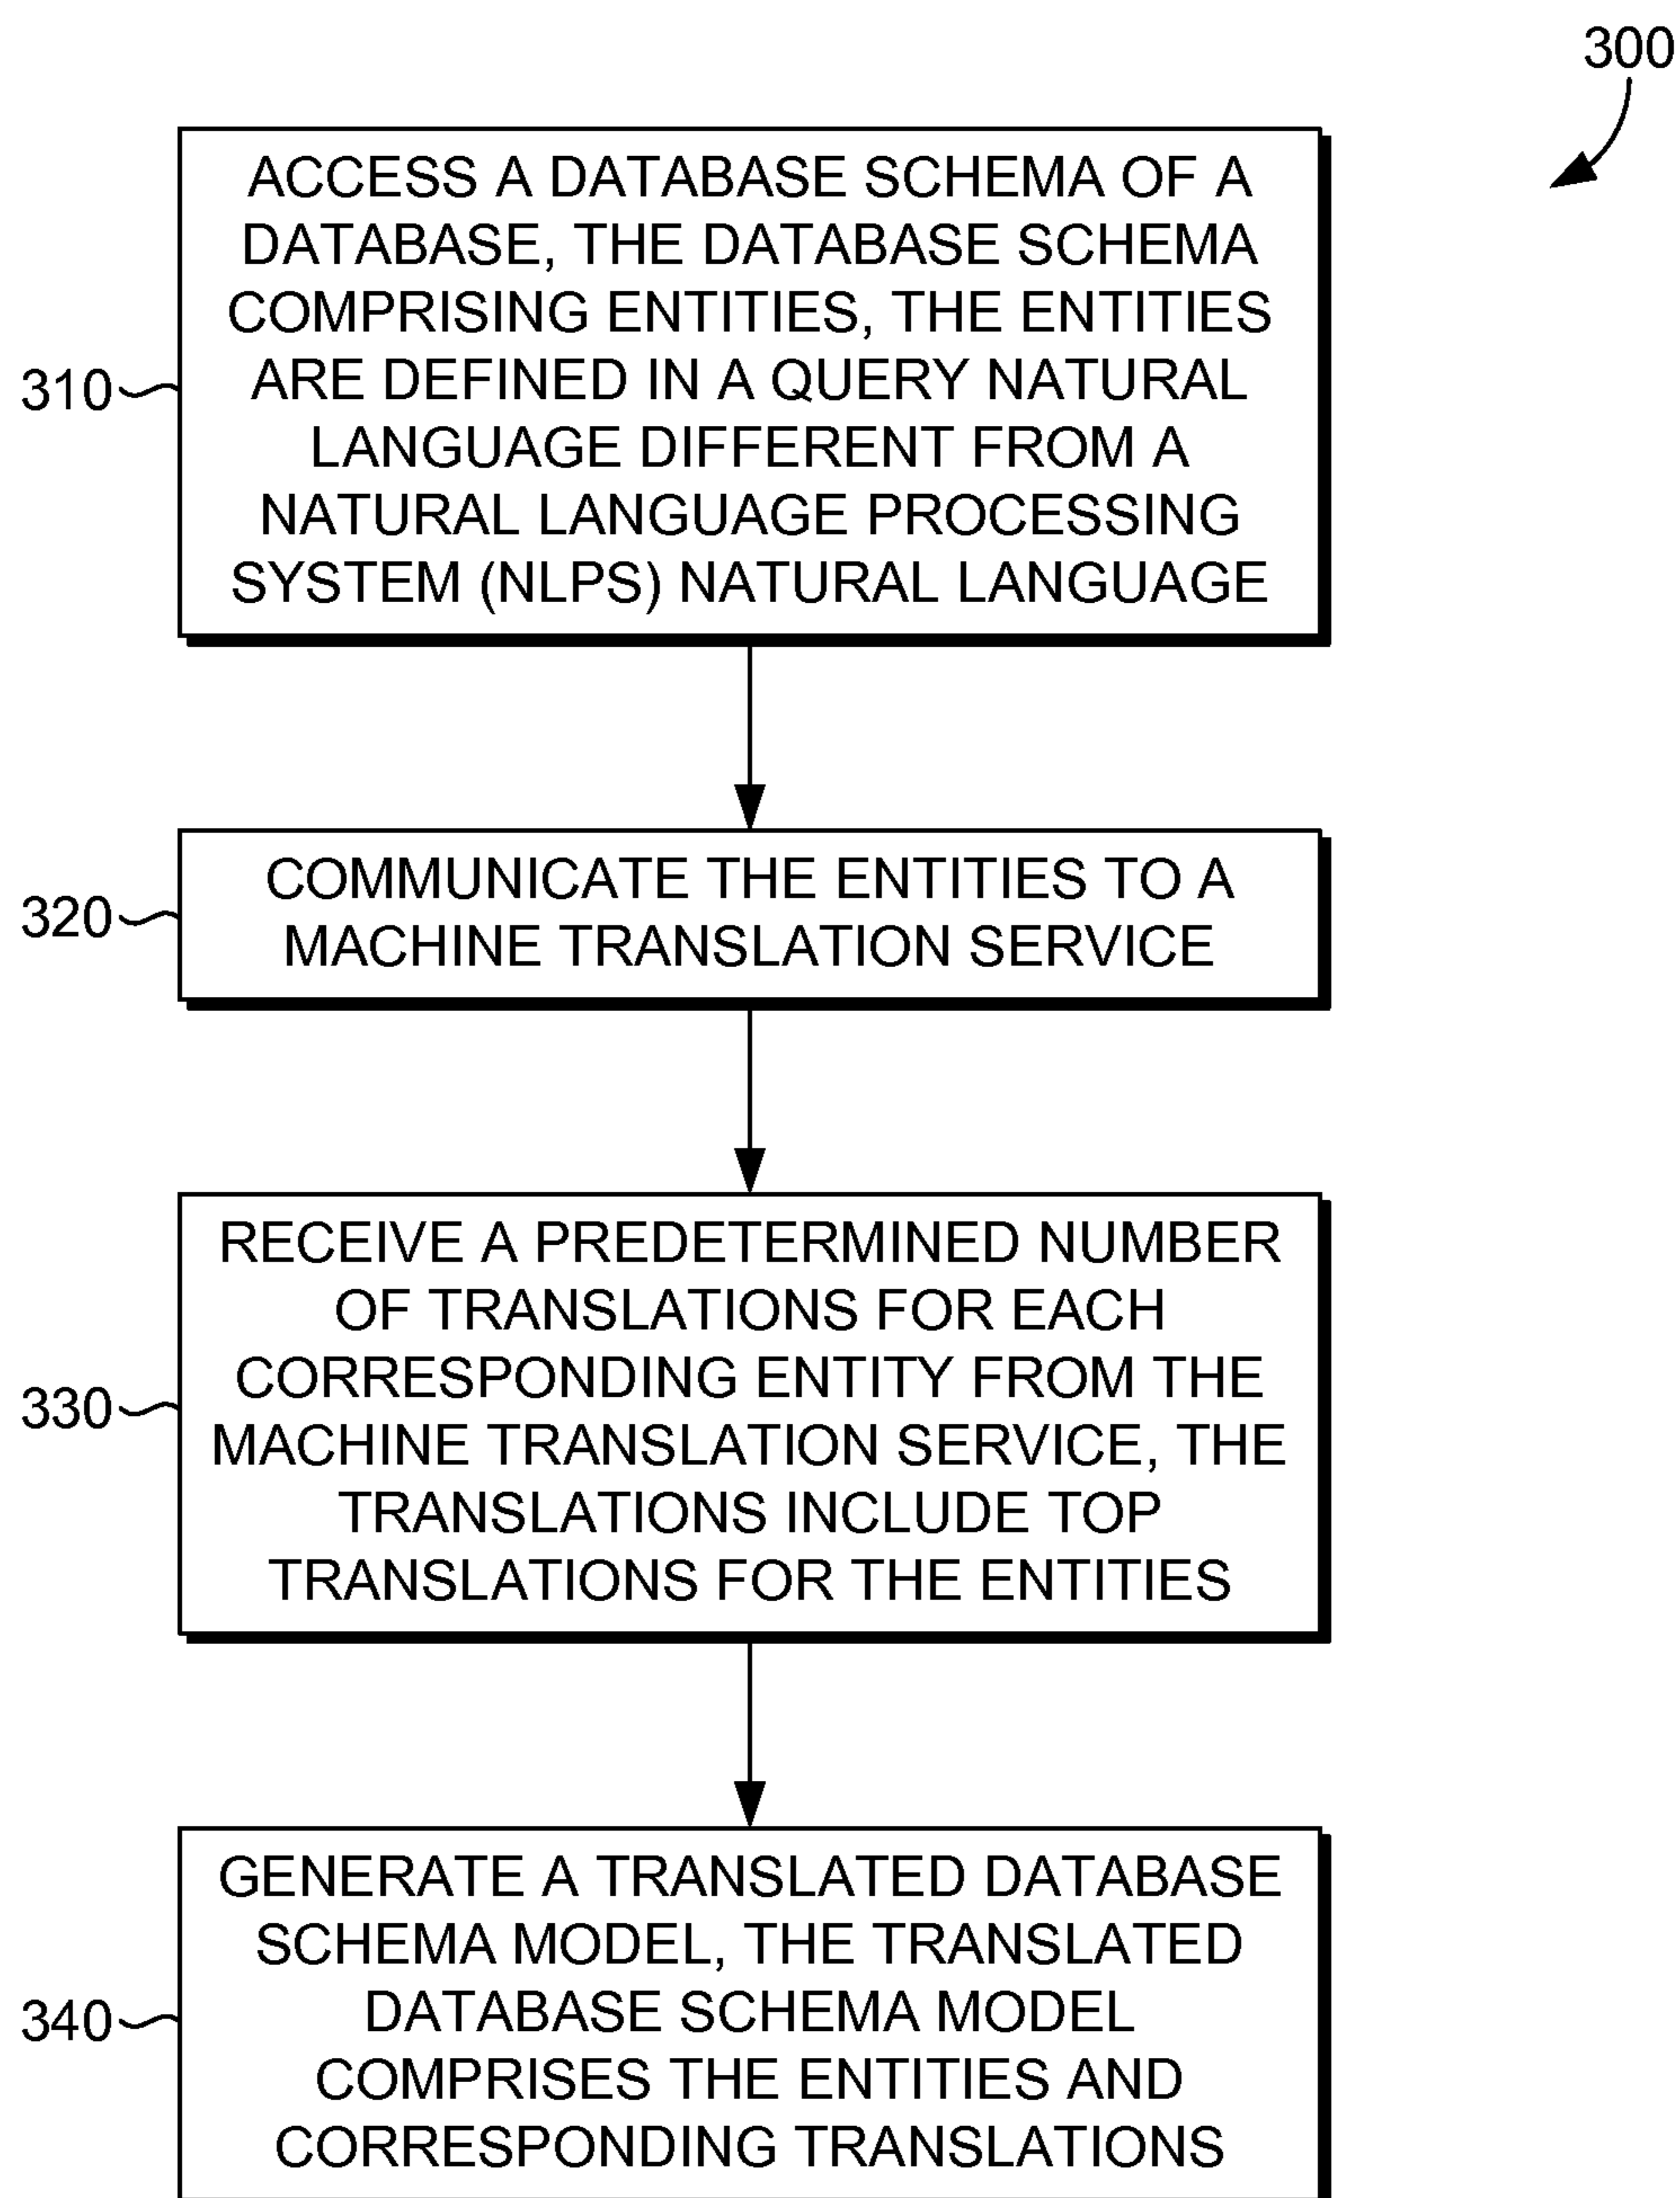 300
310
ACCESS A DATABASE SCHEMA OF A
DATABASE, THE DATABASE SCHEMA
COMPRISING ENTITIES, THE ENTITIES
ARE DEFINED IN A QUERY NATURAL
LANGUAGE DIFFERENT FROM A
NATURAL LANGUAGE PROCESSING
SYSTEM (NLPS) NATURAL LANGUAGE
320
COMMUNICATE THE ENTITIES TO A
MACHINE TRANSLATION SERVICE
330
RECEIVE A PREDETERMINED NUMBER
OF TRANSLATIONS FOR EACH
CORRESPONDING ENTITY FROM THE
MACHINE TRANSLATION SERVICE, THE
TRANSLATIONS INCLUDE TOP
TRANSLATIONS FOR THE ENTITIES
340
GENERATE A TRANSLATED DATABASE
SCHEMA MODEL, THE TRANSLATED
DATABASE SCHEMA MODEL
COMPRISES THE ENTITIES AND
CORRESPONDING TRANSLATIONS